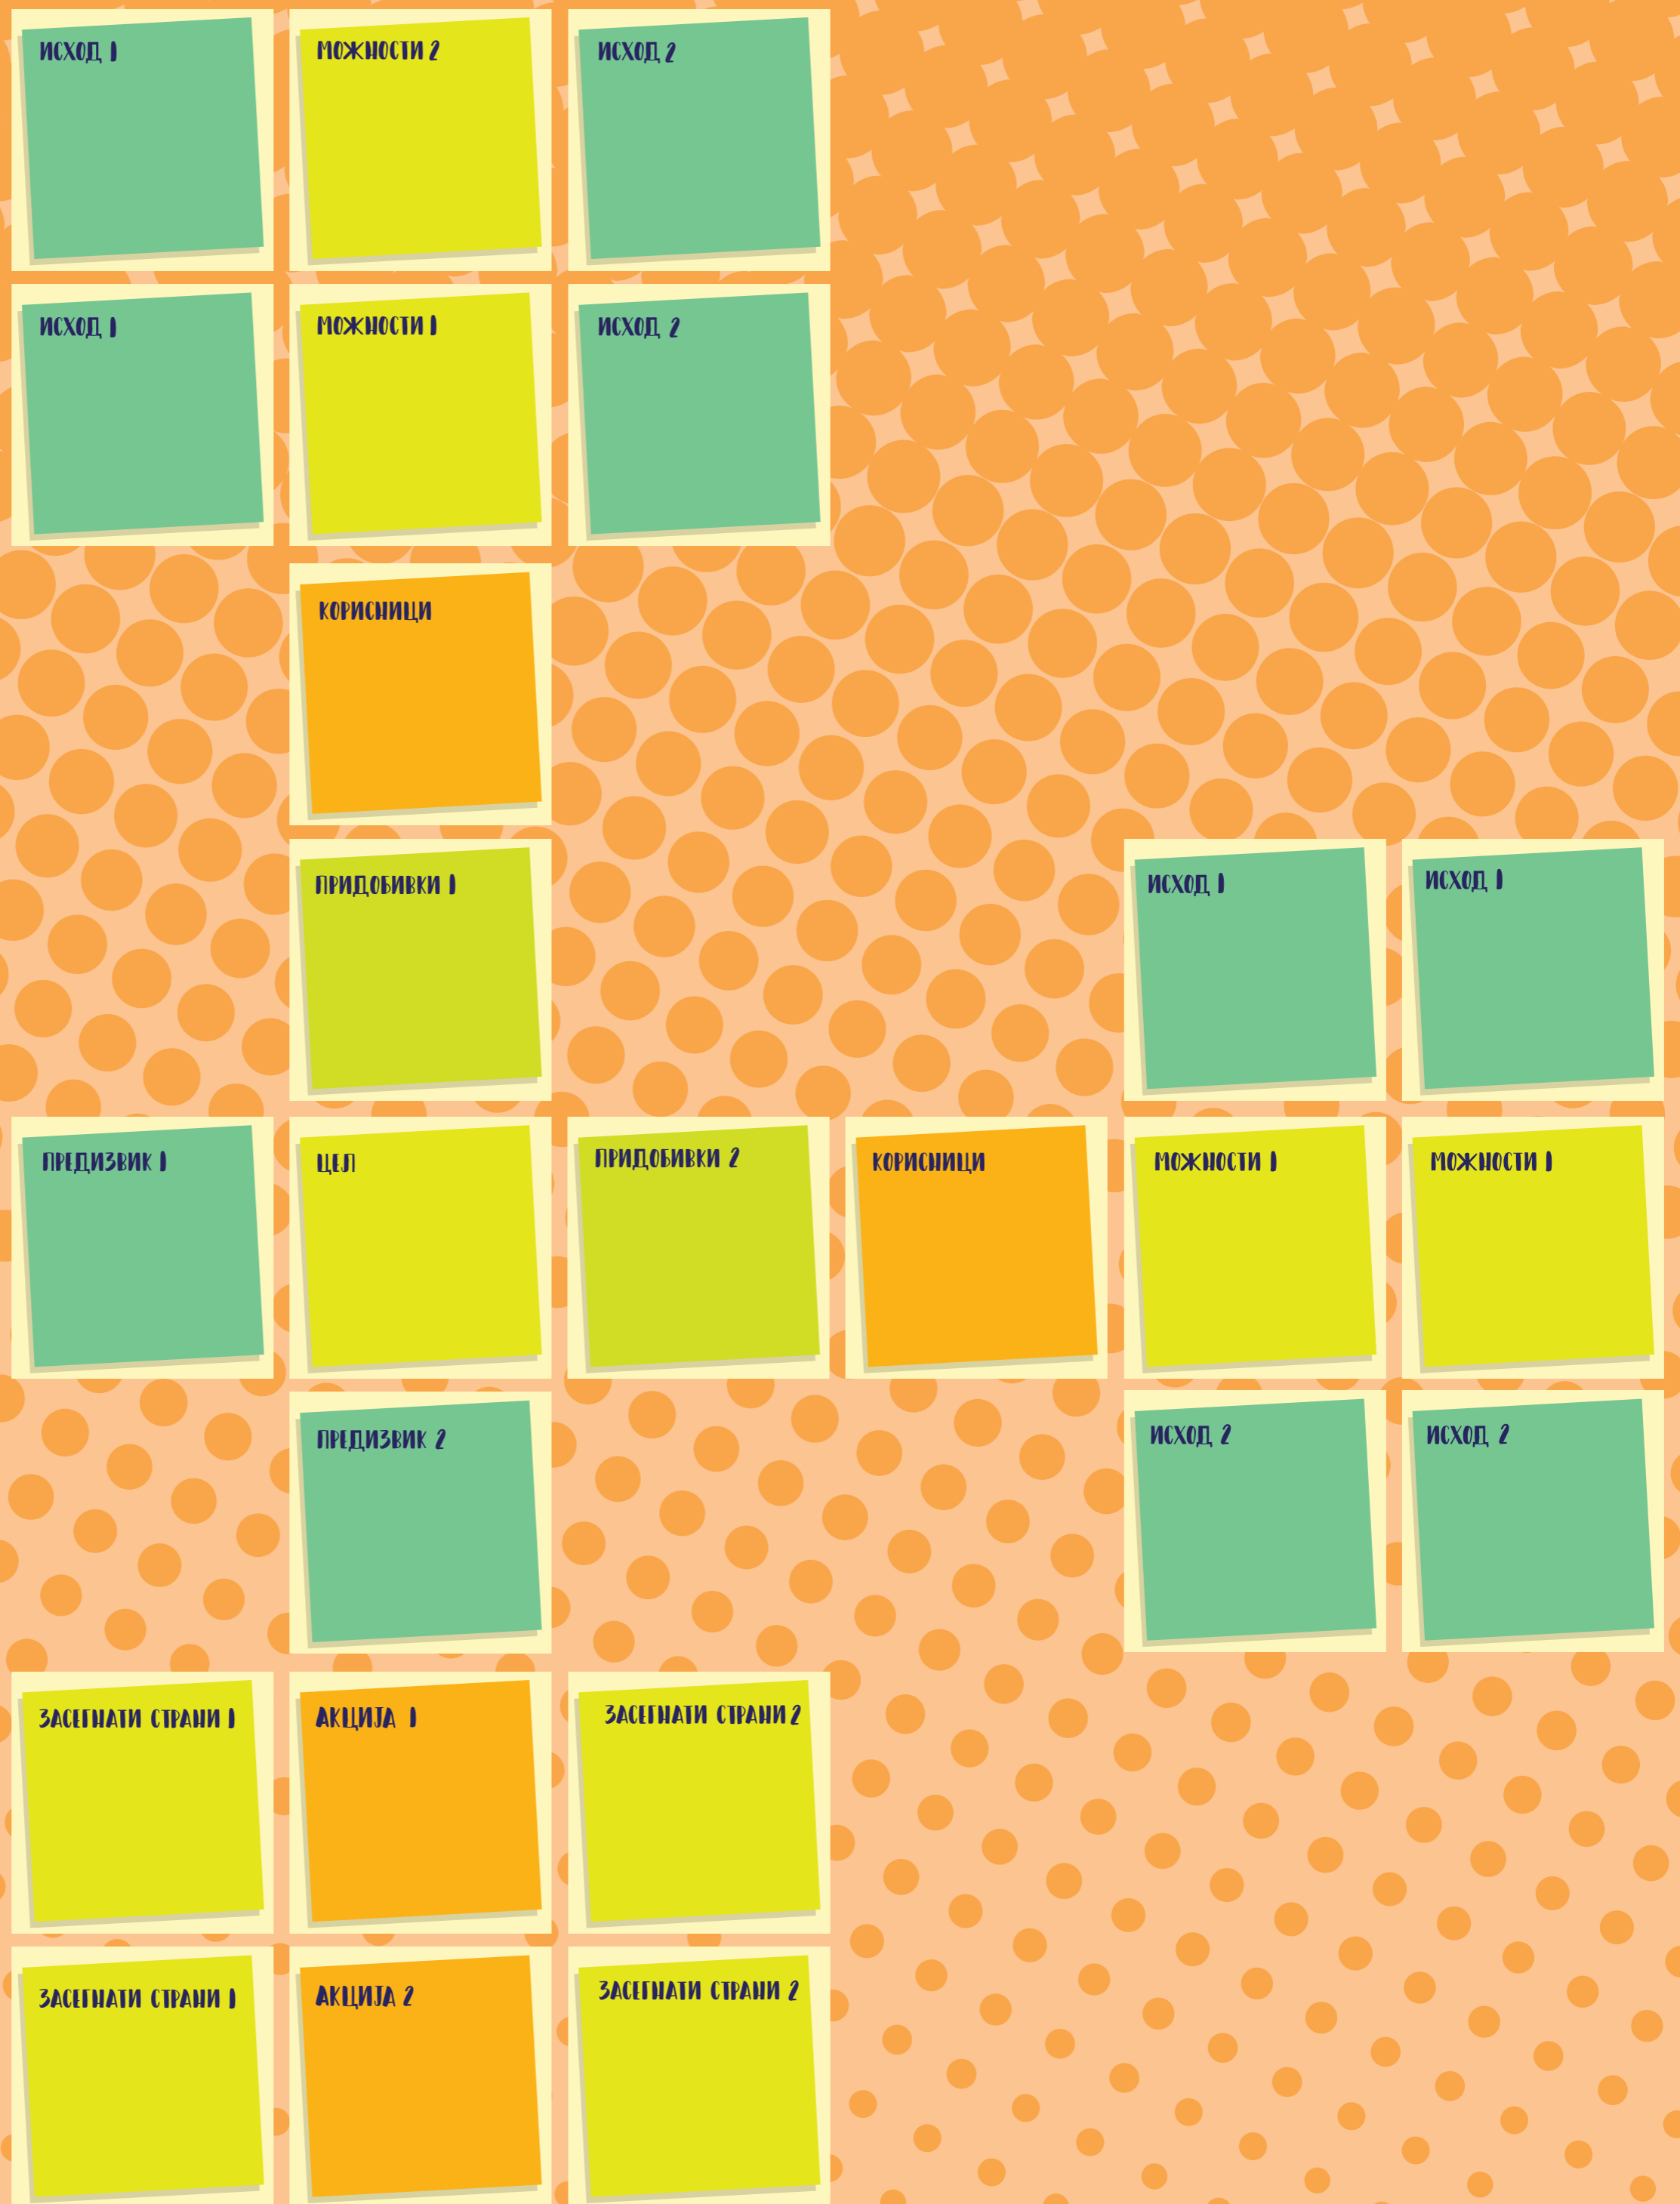 ИСХОД 1
МОЖНОСТИ 2
ИСХОД 2
ИСХОД 1
МОЖНОСТИ 1
ИСХОД 2
КОРИСНИЦИ
ПРИДОБИВКИ 1
ИСХОД 1
ИСХОД 1
ПРЕДИЗВИК 1
ЦЕЛ
ПРИДОБИВКИ 2
КОРИСНИЦИ
МОЖНОСТИ 1
МОЖНОСТИ 1
ПРЕДИЗВИК 2
ИСХОД 2
ИСХОД 2
ЗАСЕГНАТИ СТРАНИ 1
АКЦИЈА 1
ЗАСЕГНАТИ СТРАНИ 2
ЗАСЕГНАТИ СТРАНИ 1
АКЦИЈА 2
ЗАСЕГНАТИ СТРАНИ 2